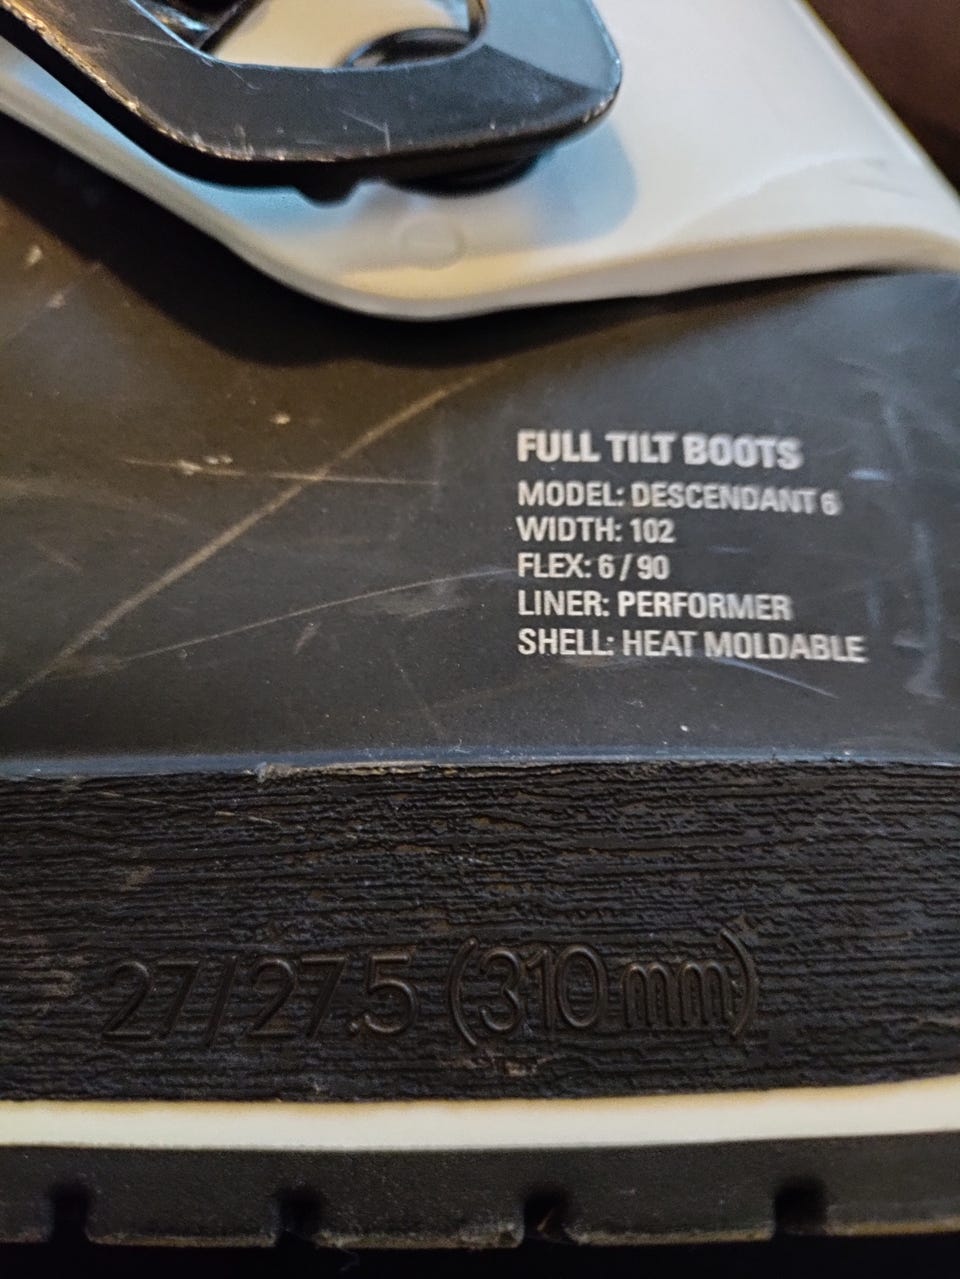 FULL TILT BOOTS
MODEL: DESCENDANT 6
WIDTH: 102
FLEX: 6 / 90
LINER: PERFORMER
SHELL: HEAT MOLDABLE
27/27.5 (310 mm)